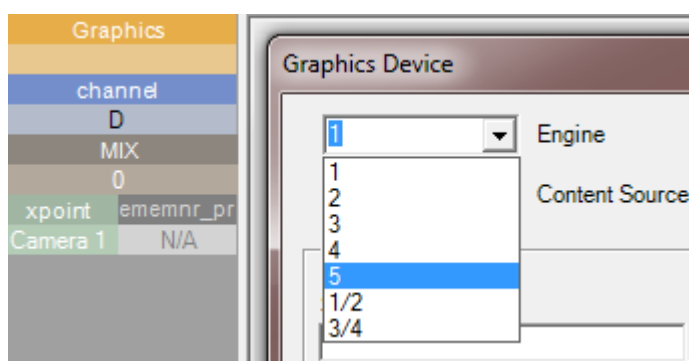 Graphics
channel
D
MIX
0
xpoint ememnr_pr
Camera 1 N/A
Graphics Device
1 Engine
1
2 Content Source
3
4
5
1/2
3/4